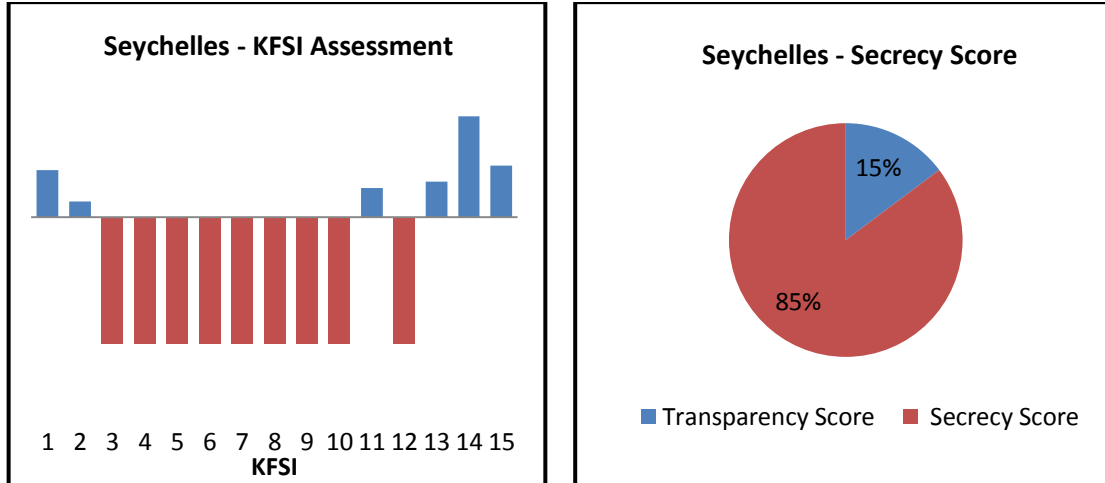 Seychelles - KFSI Assessment
1 2 3 4 5 6 7 8 9 10 11 12 13 14 15
KFSI
Seychelles - Secrecy Score
15%
85%
Transparency Score Secrecy Score